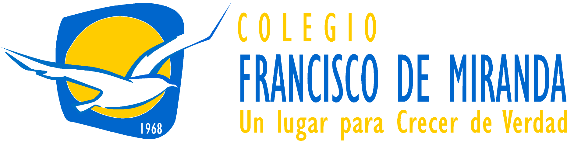 COLEGIO
FRANCISCO DE MIRANDA
Un lugar para Crecer de Verdad
1968